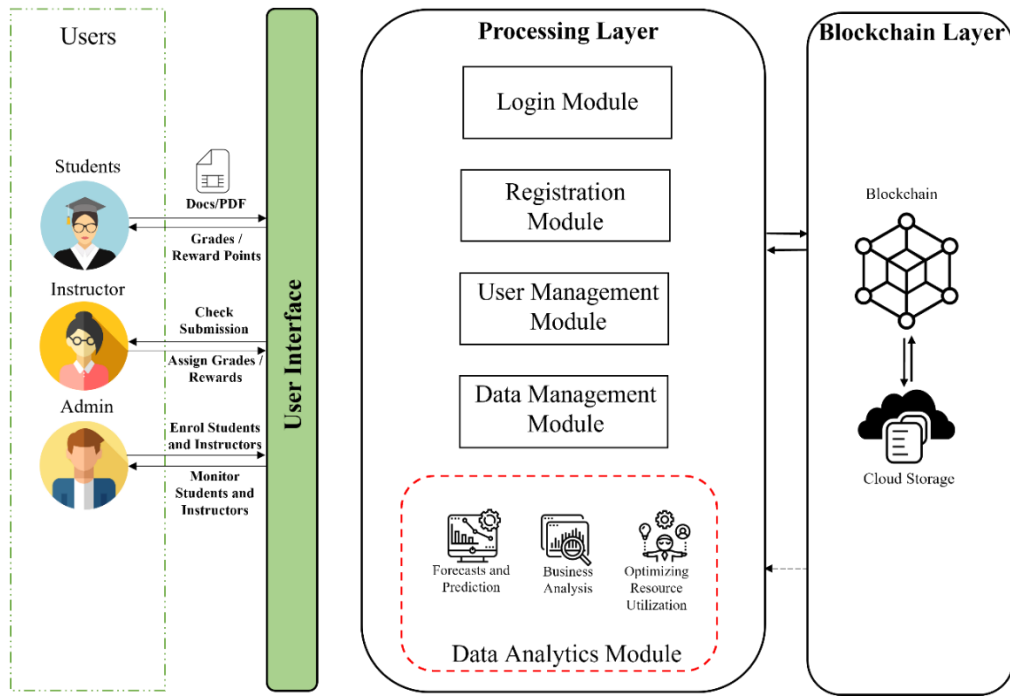 Users
Students
Docs/PDF
Grades /
Reward Points
Instructor
Check
Submission
Assign Grades /
Rewards
Admin
Enrol Students
and Instructors
Monitor
Students and
Instructors
User Interface
Processing Layer
Login Module
Registration
Module
User Management
Module
Data Management
Module
Forecasts and
Prediction
Business
Analysis
Optimizing
Resource
Utilization
Data Analytics Module
Blockchain Layer
Blockchain
Cloud Storage